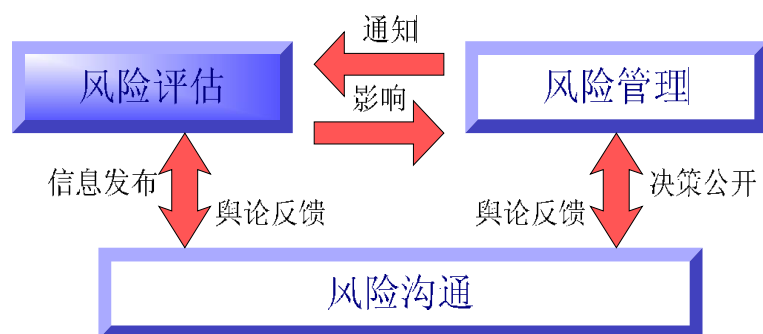 通知
风险评估
风险管理
影响
信息发布
决策公开
舆论反馈
舆论反馈
风险沟通